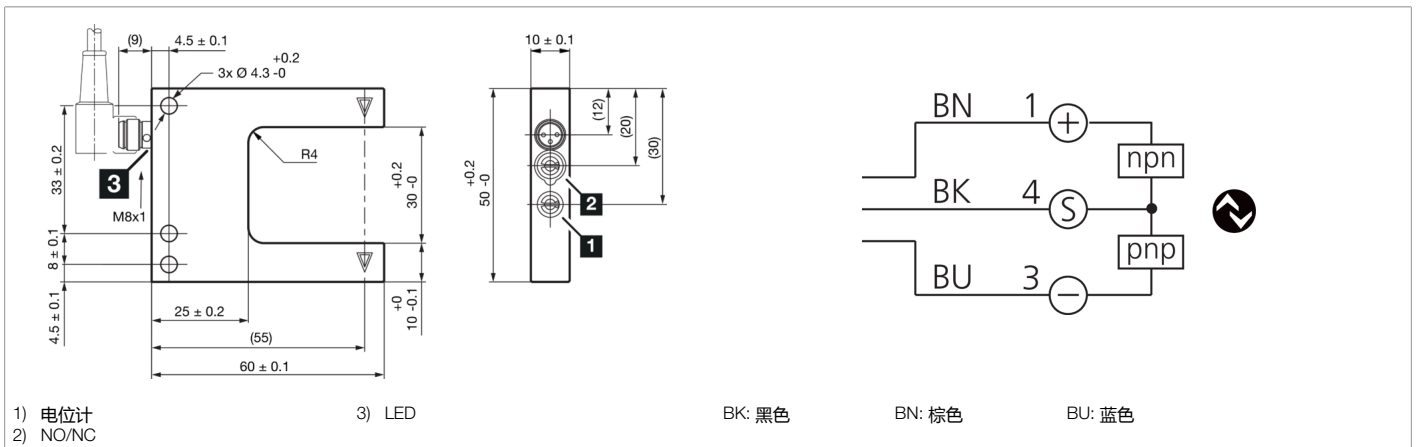 (9)
4.5 ± 0.1
+0.2
3x Ø 4.3 -0
R4
33 ± 0.2
3
M8x1
8 ± 0.1
4.5 ± 0.1
+0.2
30 -0
+0
10 -0.1
25 ± 0.2
(55)
60 ± 0.1
10 ± 0.1
(12)
(20)
(30)
+0.2
50 -0
2
1
BN 1 +
npn
BK 4 S
pnp
BU 3 −
1) 电位计 3) LED BK: 黑色 BN: 棕色 BU: 蓝色
2) NO/NC